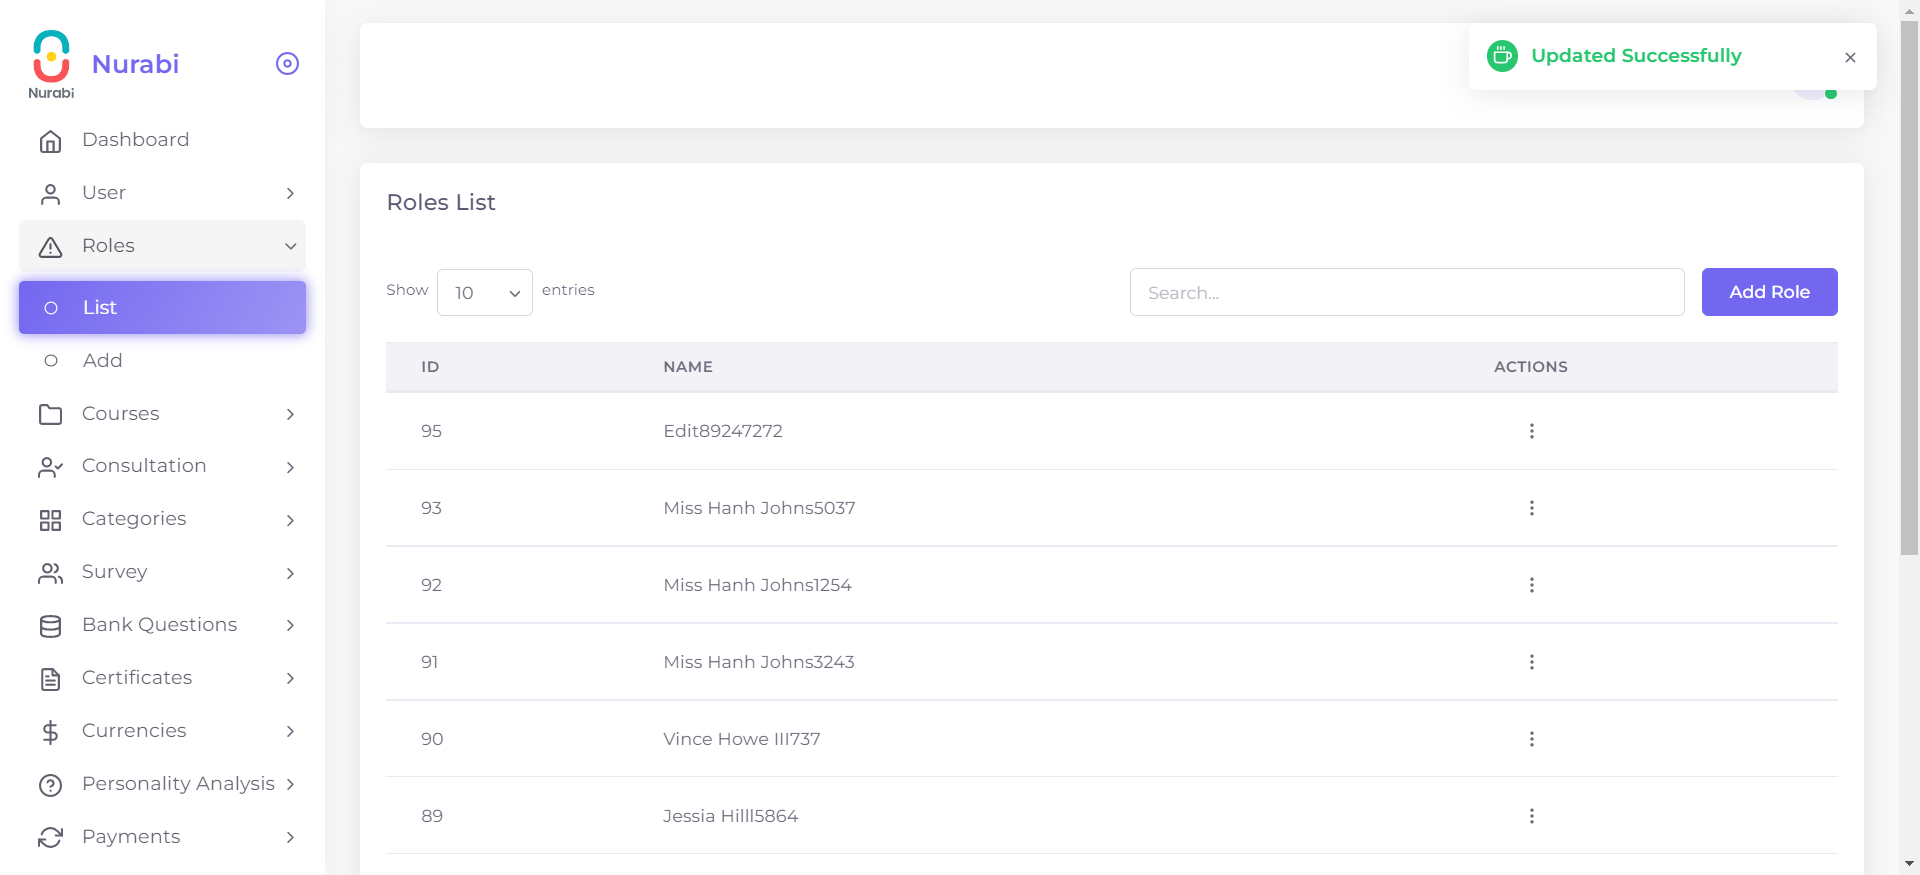 Nurabi
Nurabi
Dashboard
User
Roles
List
Add
Courses
Consultation
Categories
Survey
Bank Questions
Certificates
Currencies
Personality Analysis
Payments
Updated Successfully
Roles List
Show 10 entries
Search...
Add Role
ID NAME ACTIONS
95 Edit89247272
93 Miss Hanh Johns5037
92 Miss Hanh Johns1254
91 Miss Hanh Johns3243
90 Vince Howe III737
89 Jessia Hilll5864